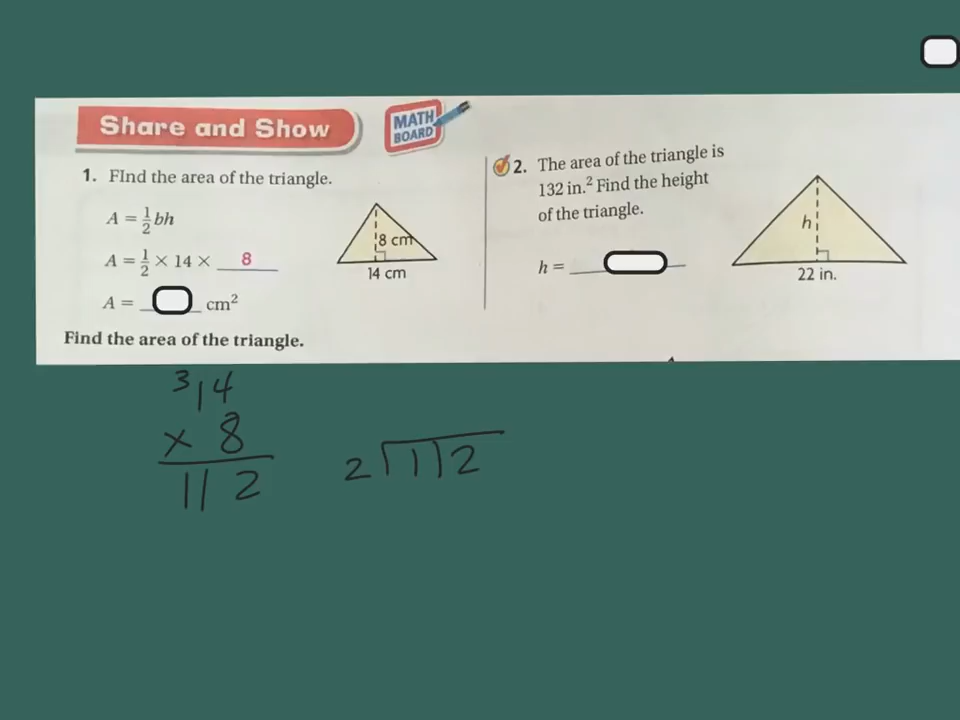 Share and Show
MATH
BOARD
1. Find the area of the triangle.
A = 1/2 bh
A = 1/2 × 14 × 8
A = cm²
8 cm
14 cm
Find the area of the triangle.
2. The area of the triangle is
132 in.² Find the height
of the triangle.
h =
h
22 in.
3 14
× 8
112
2 112